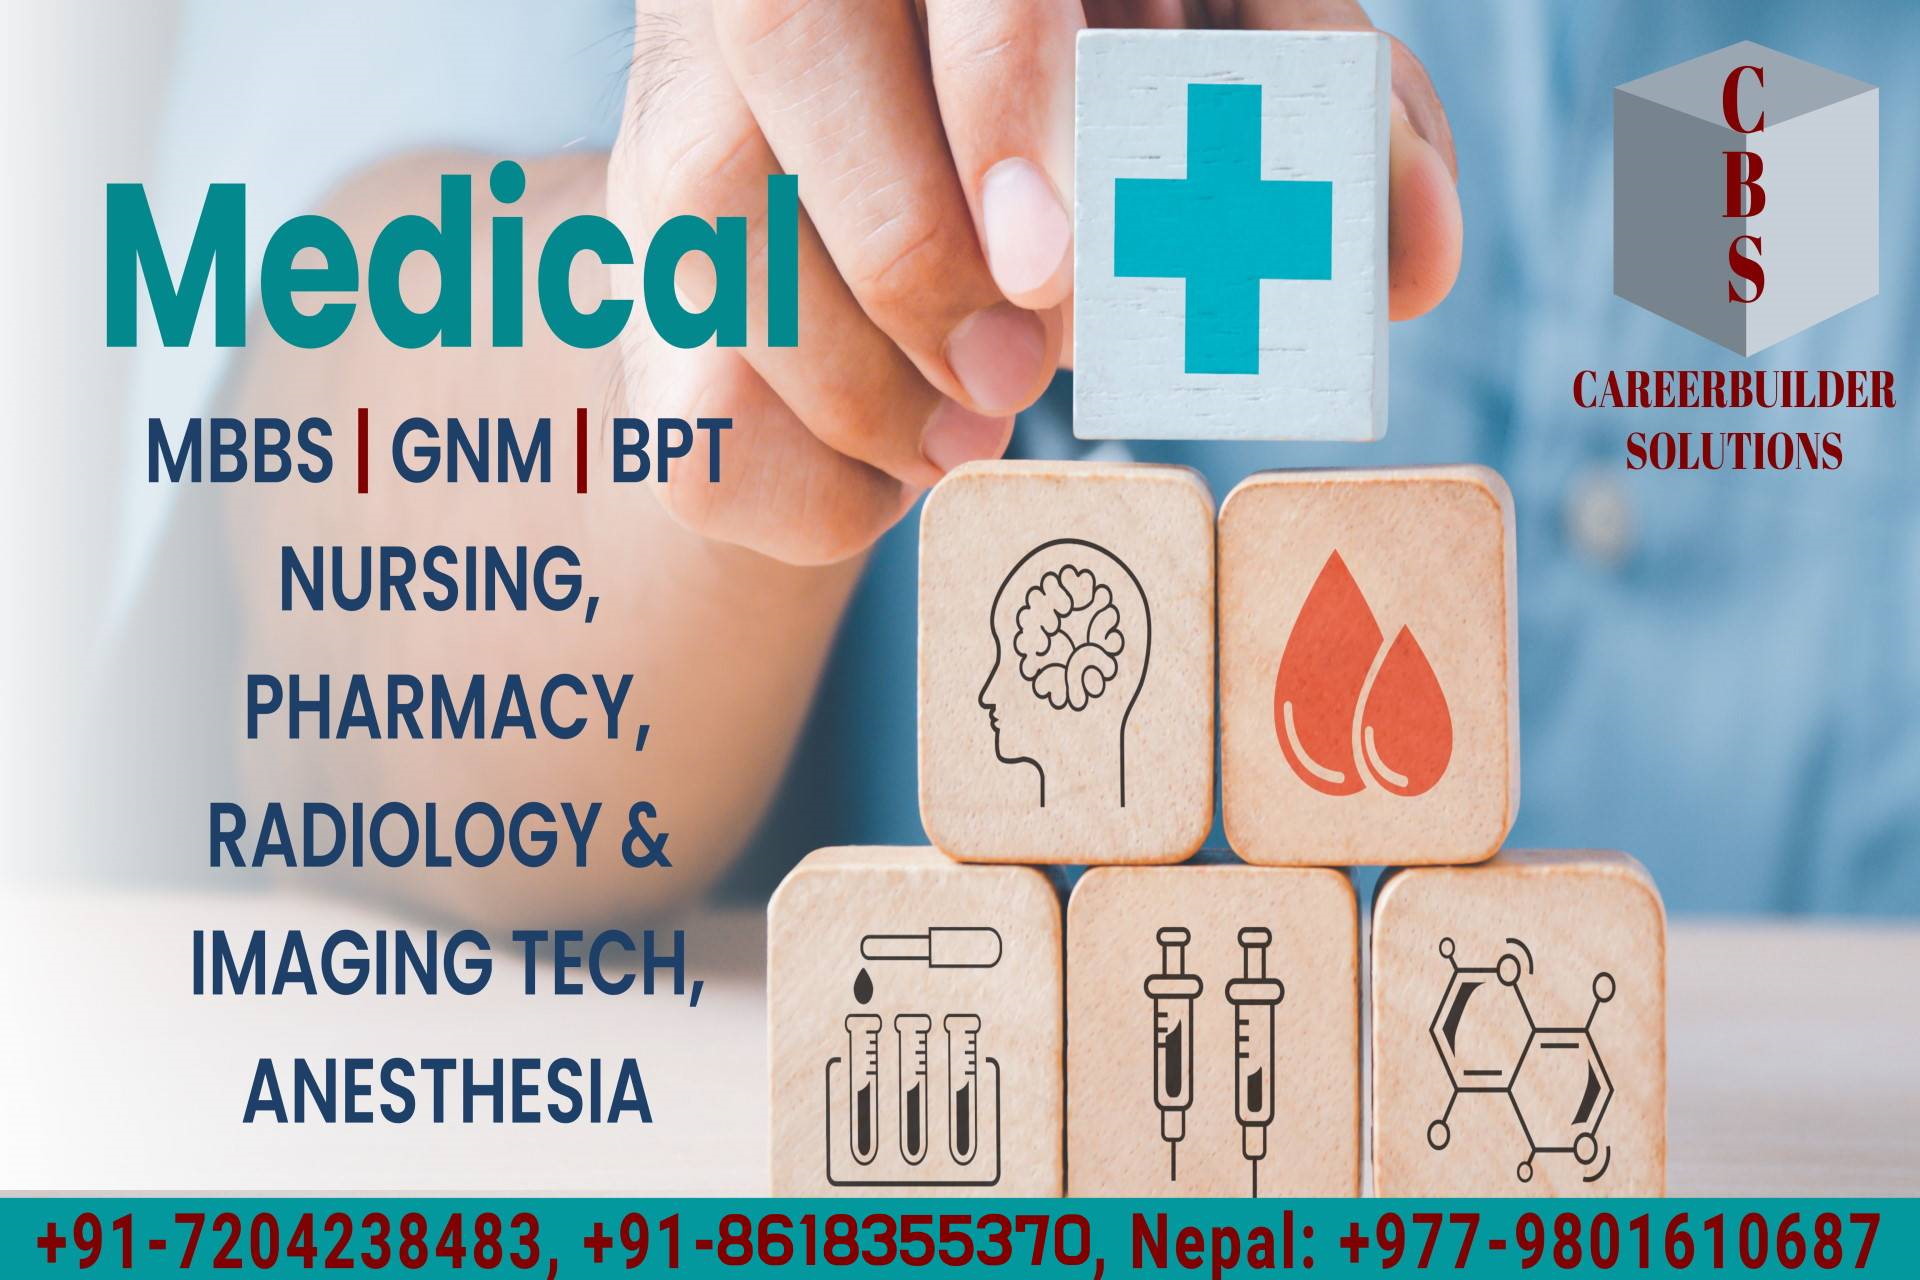 Medical
MBBS | GNM | BPT
NURSING,
PHARMACY,
RADIOLOGY &
IMAGING TECH,
ANESTHESIA
C
B
S
CAREERBUILDER
SOLUTIONS
+91-7204238483, +91-8618355370, Nepal: +977-9801610687